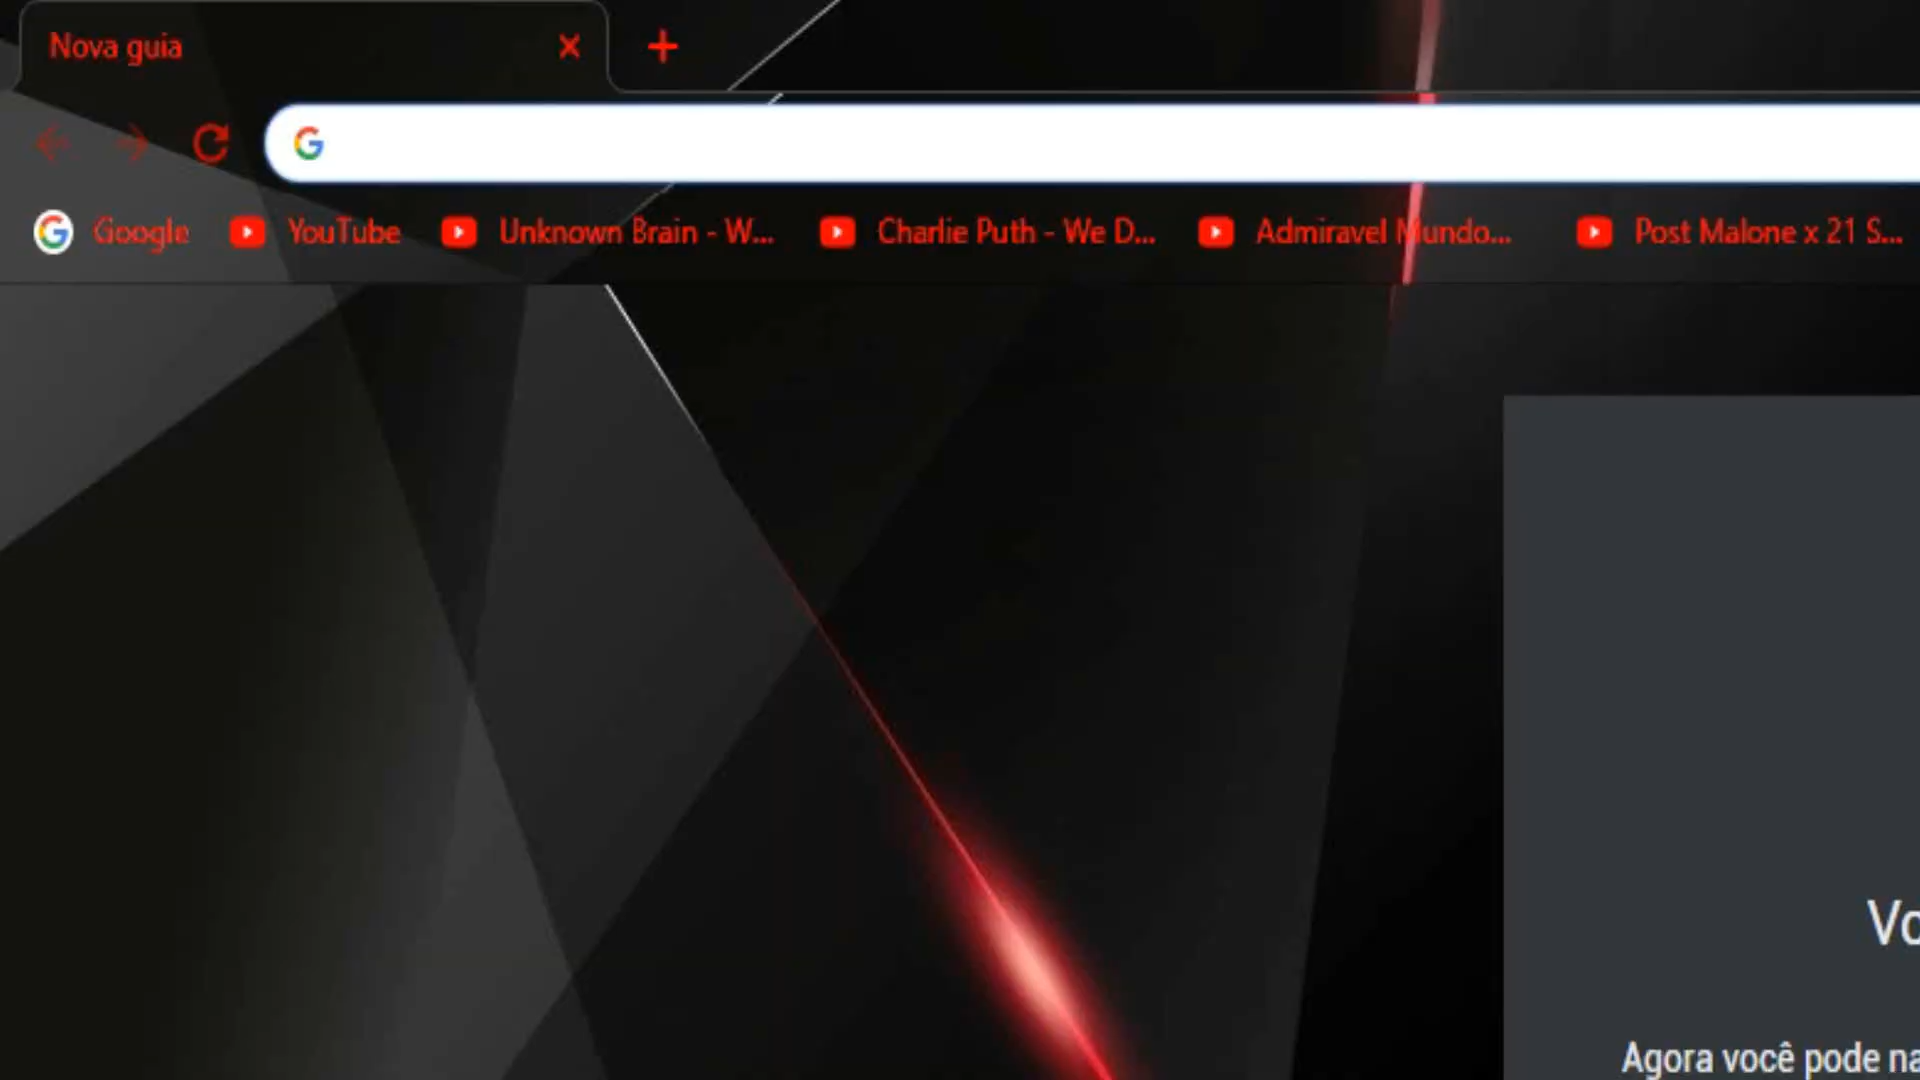 Nova guia
Google YouTube Unknown Brain - W... Charlie Puth - We D... Admiravel Mundo... Post Malone x 21 S...
Vo
Agora você pode na